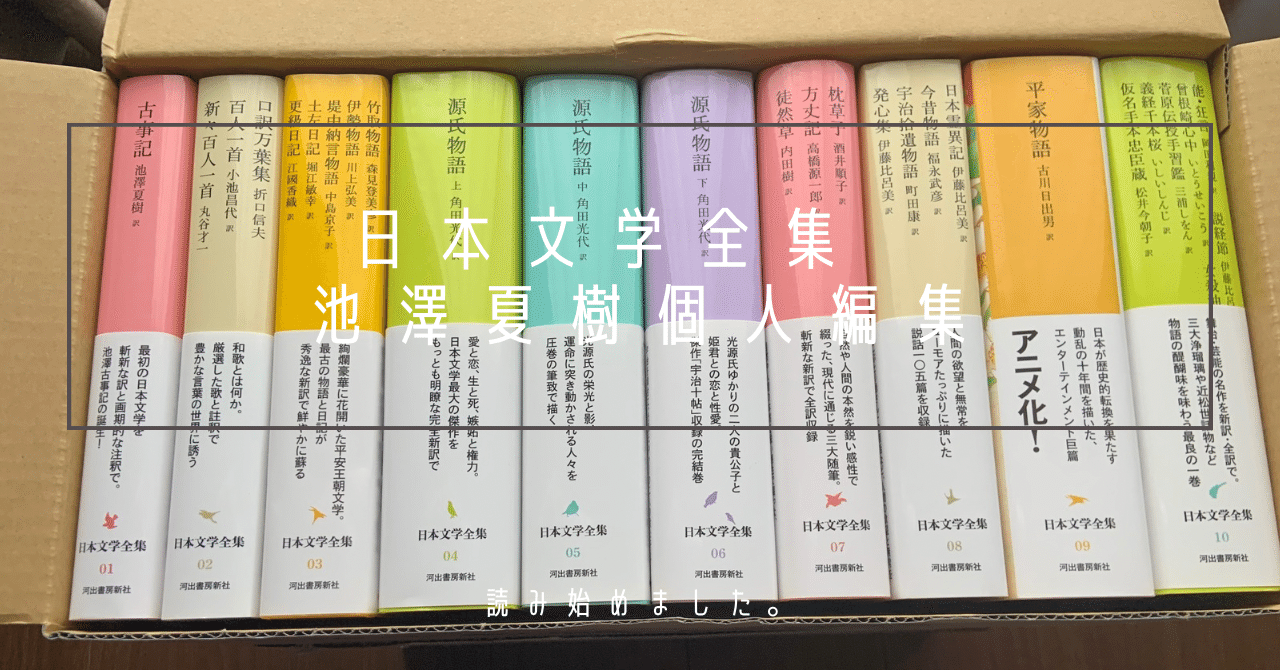 日本文学全集
池澤夏樹個人編集
読み始めました。
古事記 池澤夏樹 訳
最初の日本文学を
斬新な訳と画期的な注釈で。
池澤古事記の誕生！
日本文学全集
01
河出書房新社
口訳万葉集 折口信夫
百人一首 小池昌代 訳
新々百人一首 丸谷才一
和歌とは何か。
厳選した歌と註釈で
豊かな言葉の世界に誘う
日本文学全集
02
河出書房新社
竹取物語 森見登美
伊勢物語 川上弘美
堤中納言物語 中島京子 訳
土左日記 堀江敏幸 訳
更級日記 江國香織 訳
絢爛豪華に花開いた平安王朝文学。
最古の物語と日記が
秀逸な新訳で鮮やかに蘇る
日本文学全集
03
河出書房新社
源氏物語 上 角田光代
愛と恋、生と死、嫉妬と権力。
日本文学最大の傑作を
もっとも明瞭な完全新訳で
日本文学全集
04
河出書房新社
源氏物語 中 角田光代 訳
光源氏の栄光と影、
運命に突き動かされる人々を
圧巻の筆致で描く
日本文学全集
05
河出書房新社
源氏物語 下 角田光代 訳
光源氏ゆかりの二人の貴公子と
姫君との恋と性愛。
傑作「宇治十帖」収録の完結巻
日本文学全集
06
河出書房新社
枕草子 酒井順子
方丈記 高橋源一郎
徒然草 内田樹
自然や人間の本然を鋭い感性で
綴った、現代に通じる三大随筆。
斬新な新訳で全訳収録
日本文学全集
07
河出書房新社
日本霊異記 伊藤比呂美 訳
今昔物語 福永武彦 訳
宇治拾遺物語 町田康 訳
発心集 伊藤比呂美 訳
人間の欲望と無常を
ユーモアたっぷりに描いた
説話一〇五篇を収録
日本文学全集
08
河出書房新社
平家物語 古川日出男 訳
日本が歴史的転換を果たす
動乱の十年間を描いた、
エンターテインメント巨篇
アニメ化！
日本文学全集
09
河出書房新社
能・狂言
説経節 伊藤比呂
曾根崎心中 いとうせいこう 訳
菅原伝授手習鑑 三浦しをん 訳
義経千本桜 いしいしんじ 訳
仮名手本忠臣蔵 松井今朝子 訳
三大浄瑠璃や近松世話物など
物語の醍醐味を味わう最良の一巻
日本文学全集
10
河出書房新社